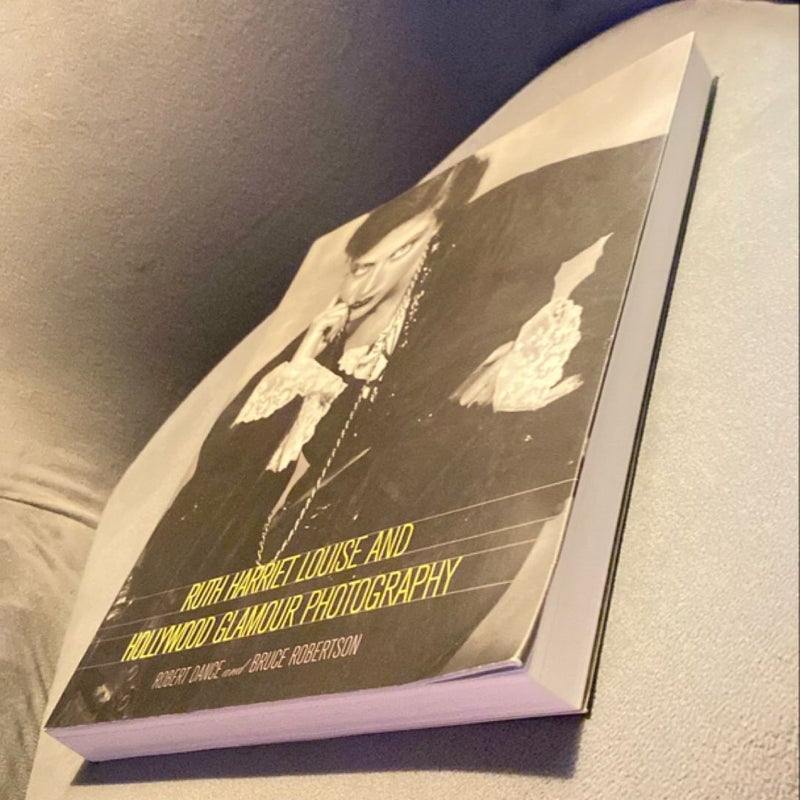 RUTH HARRIET LOUISE AND
HOLLYWOOD GLAMOUR PHOTOGRAPHY
ROBERT DANCE and BRUCE ROBERTSON